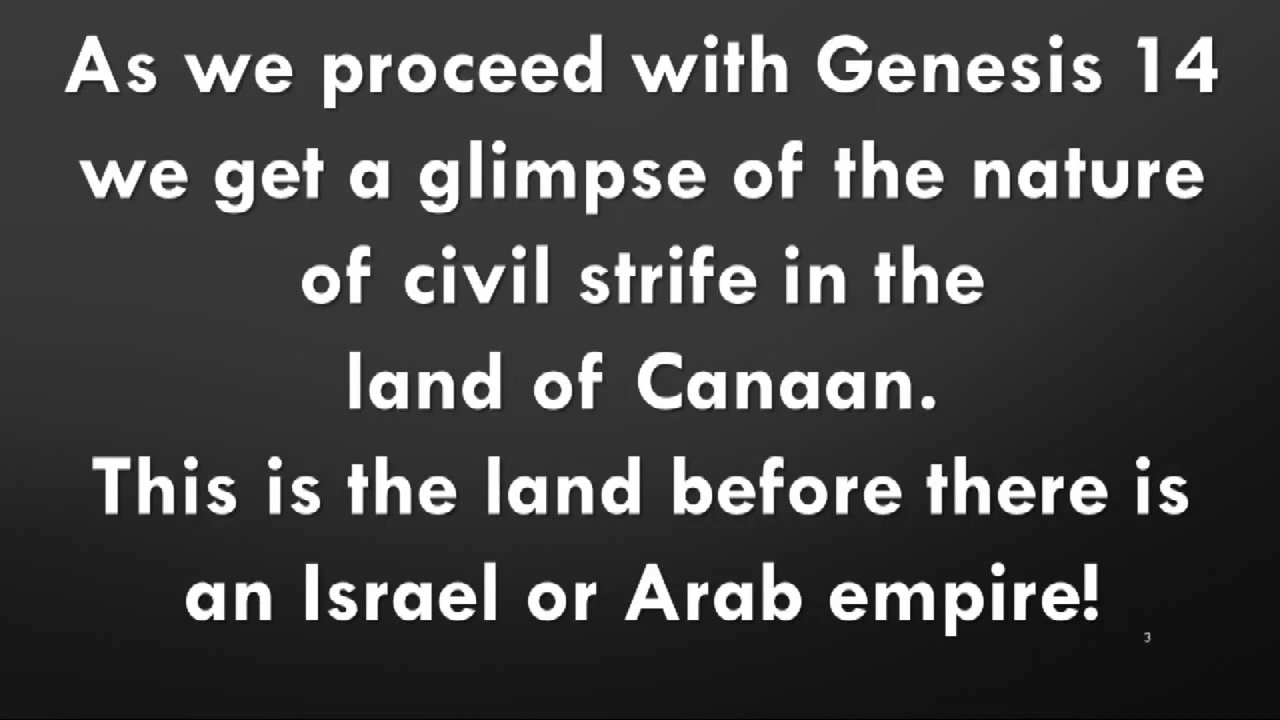 As we proceed with Genesis 14
we get a glimpse of the nature
of civil strife in the
land of Canaan.
This is the land before there is
an Israel or Arab empire!
3